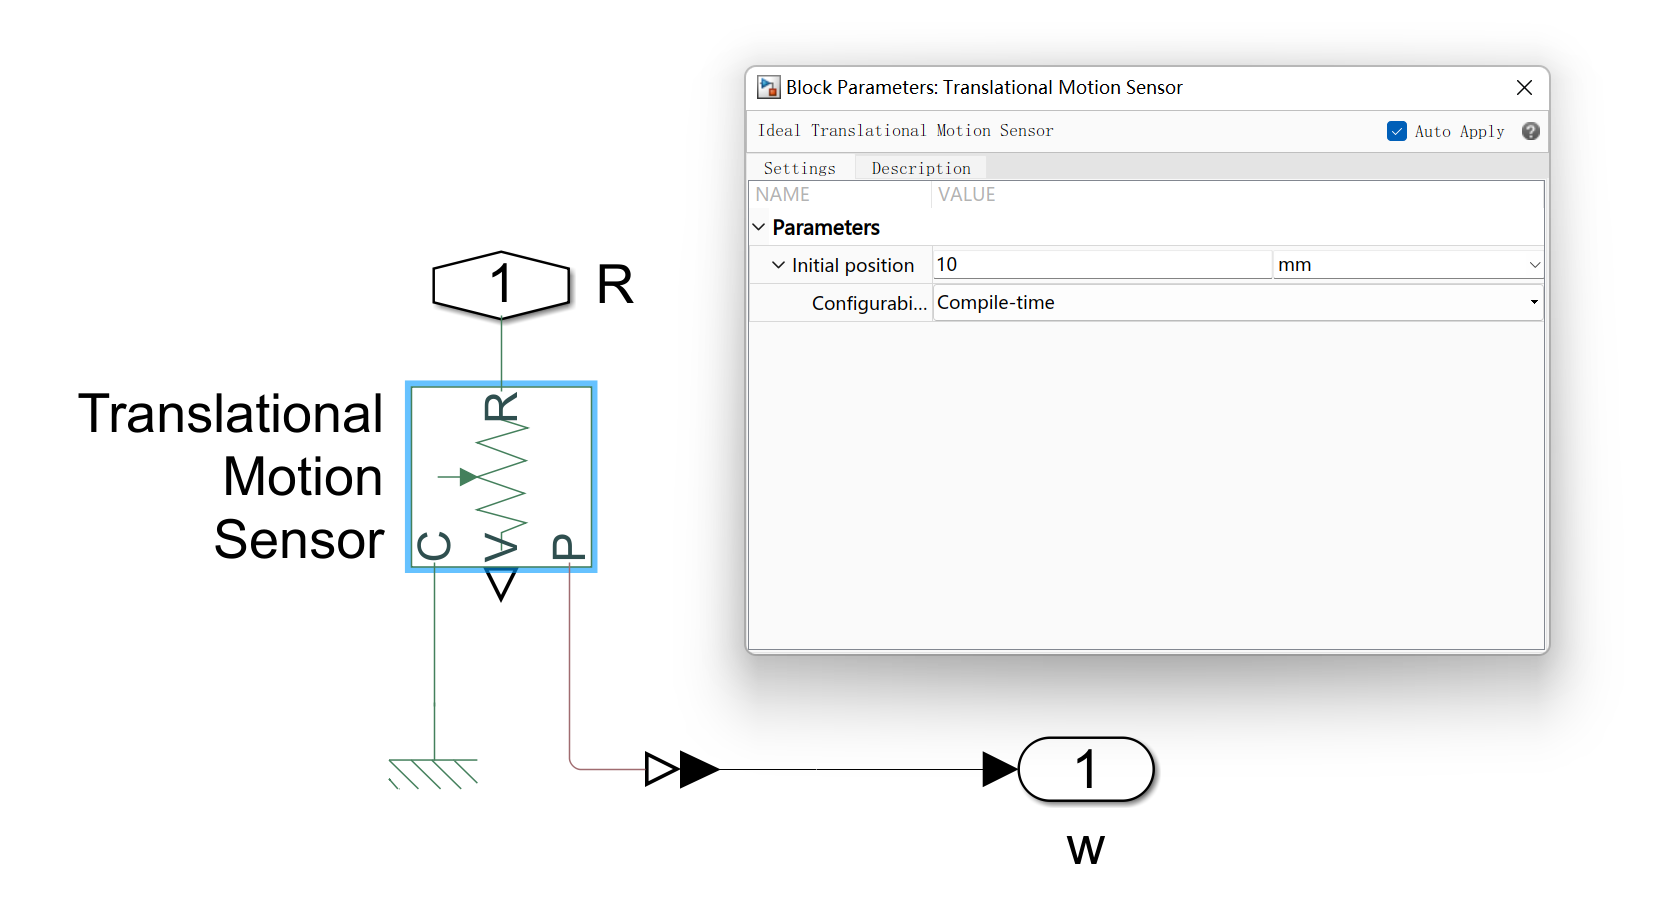 Block Parameters: Translational Motion Sensor
Ideal Translational Motion Sensor
Auto Apply
Settings
Description
NAME
VALUE
Parameters
Initial position
10
mm
Configurabi...
Compile-time
1
R
Translational
Motion
Sensor
R
C
V
P
1
w